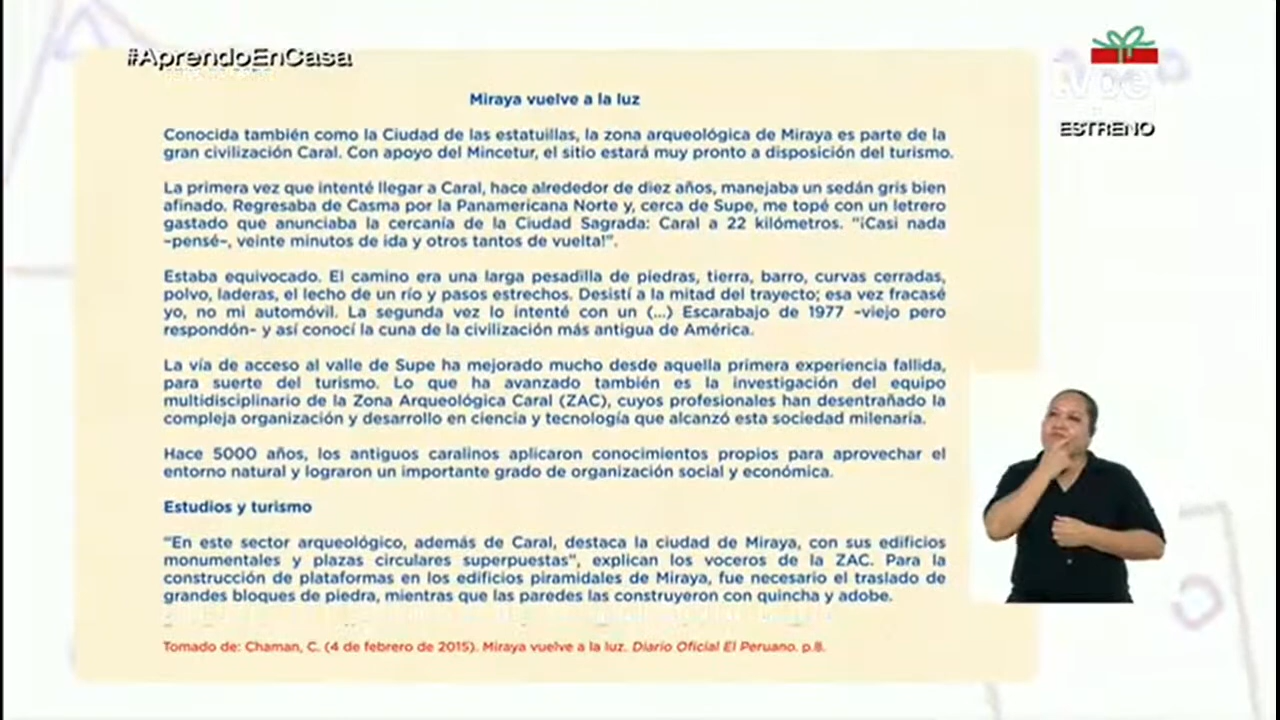 #AprendoEnCasa
ESTRENO
Miraya vuelve a la luz
Conocida también como la Ciudad de las estatuillas, la zona arqueológica de Miraya es parte de la
gran civilización Caral. Con apoyo del Mincetur, el sitio estará muy pronto a disposición del turismo.
La primera vez que intenté llegar a Caral, hace alrededor de diez años, manejaba un sedán gris bien
afinado. Regresaba de Casma por la Panamericana Norte y, cerca de Supe, me topé con un letrero
gastado que anunciaba la cercanía de la Ciudad Sagrada: Caral a 22 kilómetros. "¡Casi nada
–pensé–, veinte minutos de ida y otros tantos de vuelta!".
Estaba equivocado. El camino era una larga pesadilla de piedras, tierra, barro, curvas cerradas,
polvo, laderas, el lecho de un río y pasos estrechos. Desistí a la mitad del trayecto; esa vez fracasé
yo, no mi automóvil. La segunda vez lo intenté con un (...) Escarabajo de 1977 –viejo pero
respondón– y así conocí la cuna de la civilización más antigua de América.
La vía de acceso al valle de Supe ha mejorado mucho desde aquella primera experiencia fallida,
para suerte del turismo. Lo que ha avanzado también es la investigación del equipo
multidisciplinario de la Zona Arqueológica Caral (ZAC), cuyos profesionales han desentrañado la
compleja organización y desarrollo en ciencia y tecnología que alcanzó esta sociedad milenaria.
Hace 5000 años, los antiguos caralinos aplicaron conocimientos propios para aprovechar el
entorno natural y lograron un importante grado de organización social y económica.
Estudios y turismo
"En este sector arqueológico, además de Caral, destaca la ciudad de Miraya, con sus edificios
monumentales y plazas circulares superpuestas", explican los voceros de la ZAC. Para la
construcción de plataformas en los edificios piramidales de Miraya, fue necesario el traslado de
grandes bloques de piedra, mientras que las paredes las construyeron con quincha y adobe.
Tomado de: Chaman, C. (4 de febrero de 2015). Miraya vuelve a la luz. Diario Oficial El Peruano. p.8.